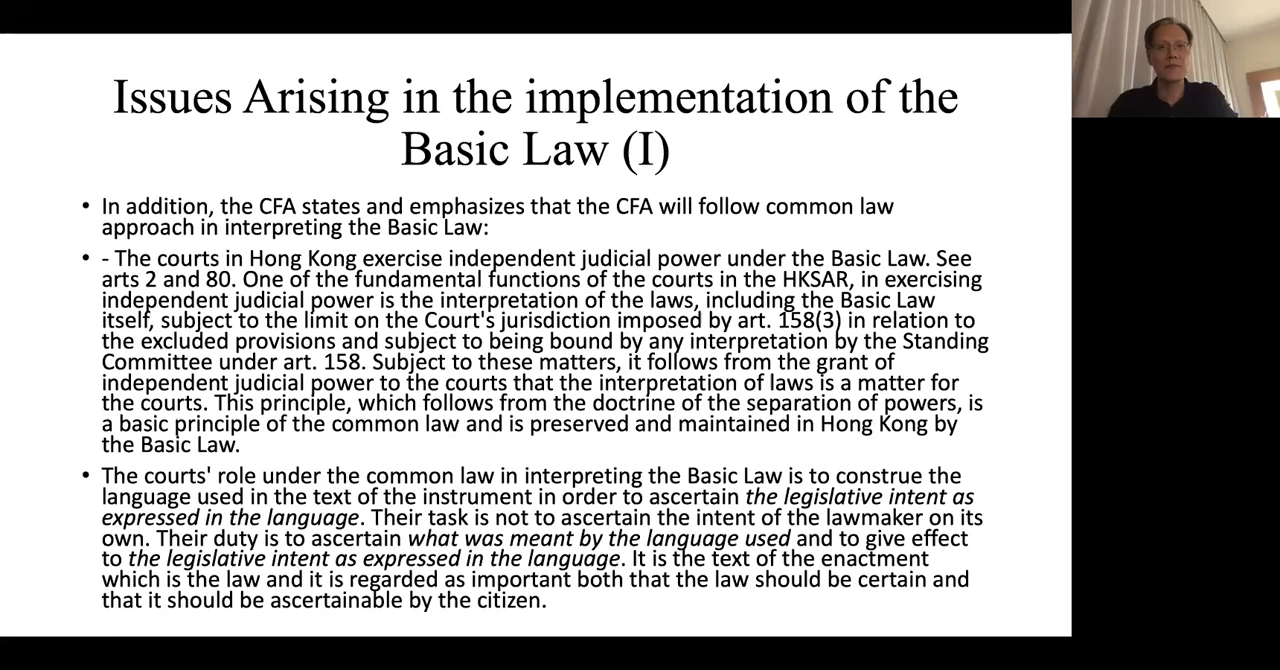 Issues Arising in the implementation of the
Basic Law (I)
• In addition, the CFA states and emphasizes that the CFA will follow common law
approach in interpreting the Basic Law:
• - The courts in Hong Kong exercise independent judicial power under the Basic Law. See
arts 2 and 80. One of the fundamental functions of the courts in the HKSAR, in exercising
independent judicial power is the interpretation of the laws, including the Basic Law
itself, subject to the limit on the Court's jurisdiction imposed by art. 158(3) in relation to
the excluded provisions and subject to being bound by any interpretation by the Standing
Committee under art. 158. Subject to these matters, it follows from the grant of
independent judicial power to the courts that the interpretation of laws is a matter for
the courts. This principle, which follows from the doctrine of the separation of powers, is
a basic principle of the common law and is preserved and maintained in Hong Kong by
the Basic Law.
• The courts' role under the common law in interpreting the Basic Law is to construe the
language used in the text of the instrument in order to ascertain the legislative intent as
expressed in the language. Their task is not to ascertain the intent of the lawmaker on its
own. Their duty is to ascertain what was meant by the language used and to give effect
to the legislative intent as expressed in the language. It is the text of the enactment
which is the law and it is regarded as important both that the law should be certain and
that it should be ascertainable by the citizen.